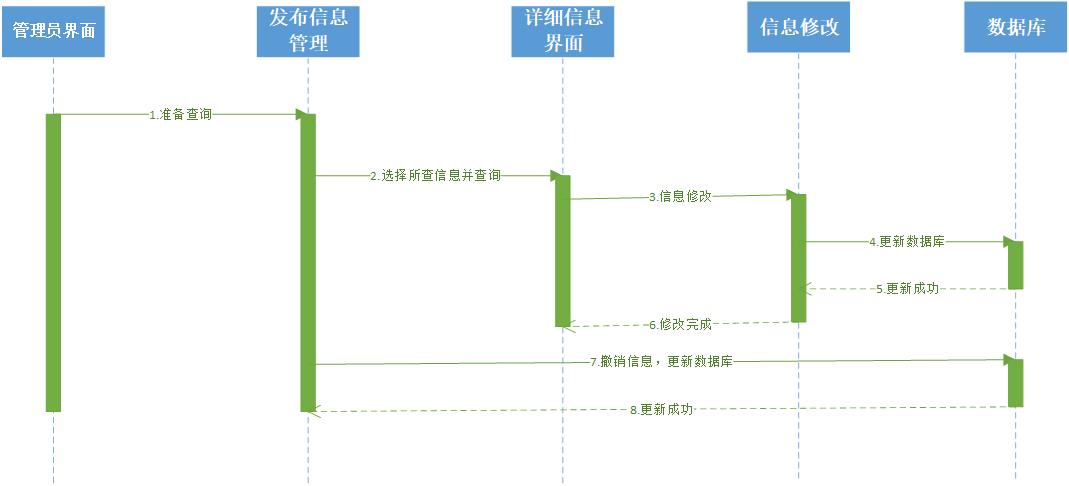 管理员界面
发布信息
管理
详细信息
界面
信息修改
数据库
1.准备查询
2.选择所查信息并查询
3.信息修改
4.更新数据库
5.更新成功
6.修改完成
7.撤销信息，更新数据库
8.更新成功